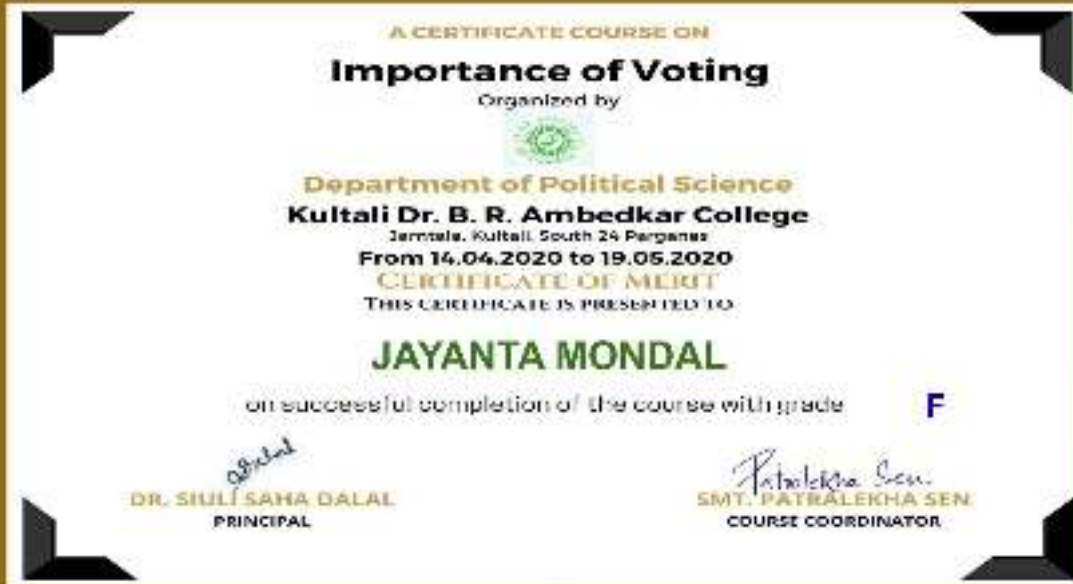 A CERTIFICATE COURSE ON
Importance of Voting
Organized by
Department of Political Science
Kultali Dr. B. R. Ambedkar College
Jamtala, Kultali, South 24 Parganas
From 14.04.2020 to 19.05.2020
CERTIFICATE OF MERIT
THIS CERTIFICATE IS PRESENTED TO
JAYANTA MONDAL
on successful completion of the course with grade F
Patralekha Sen.
DR. SIULI SAHA DALAL SMT. PATRALEKHA SEN
PRINCIPAL COURSE COORDINATOR